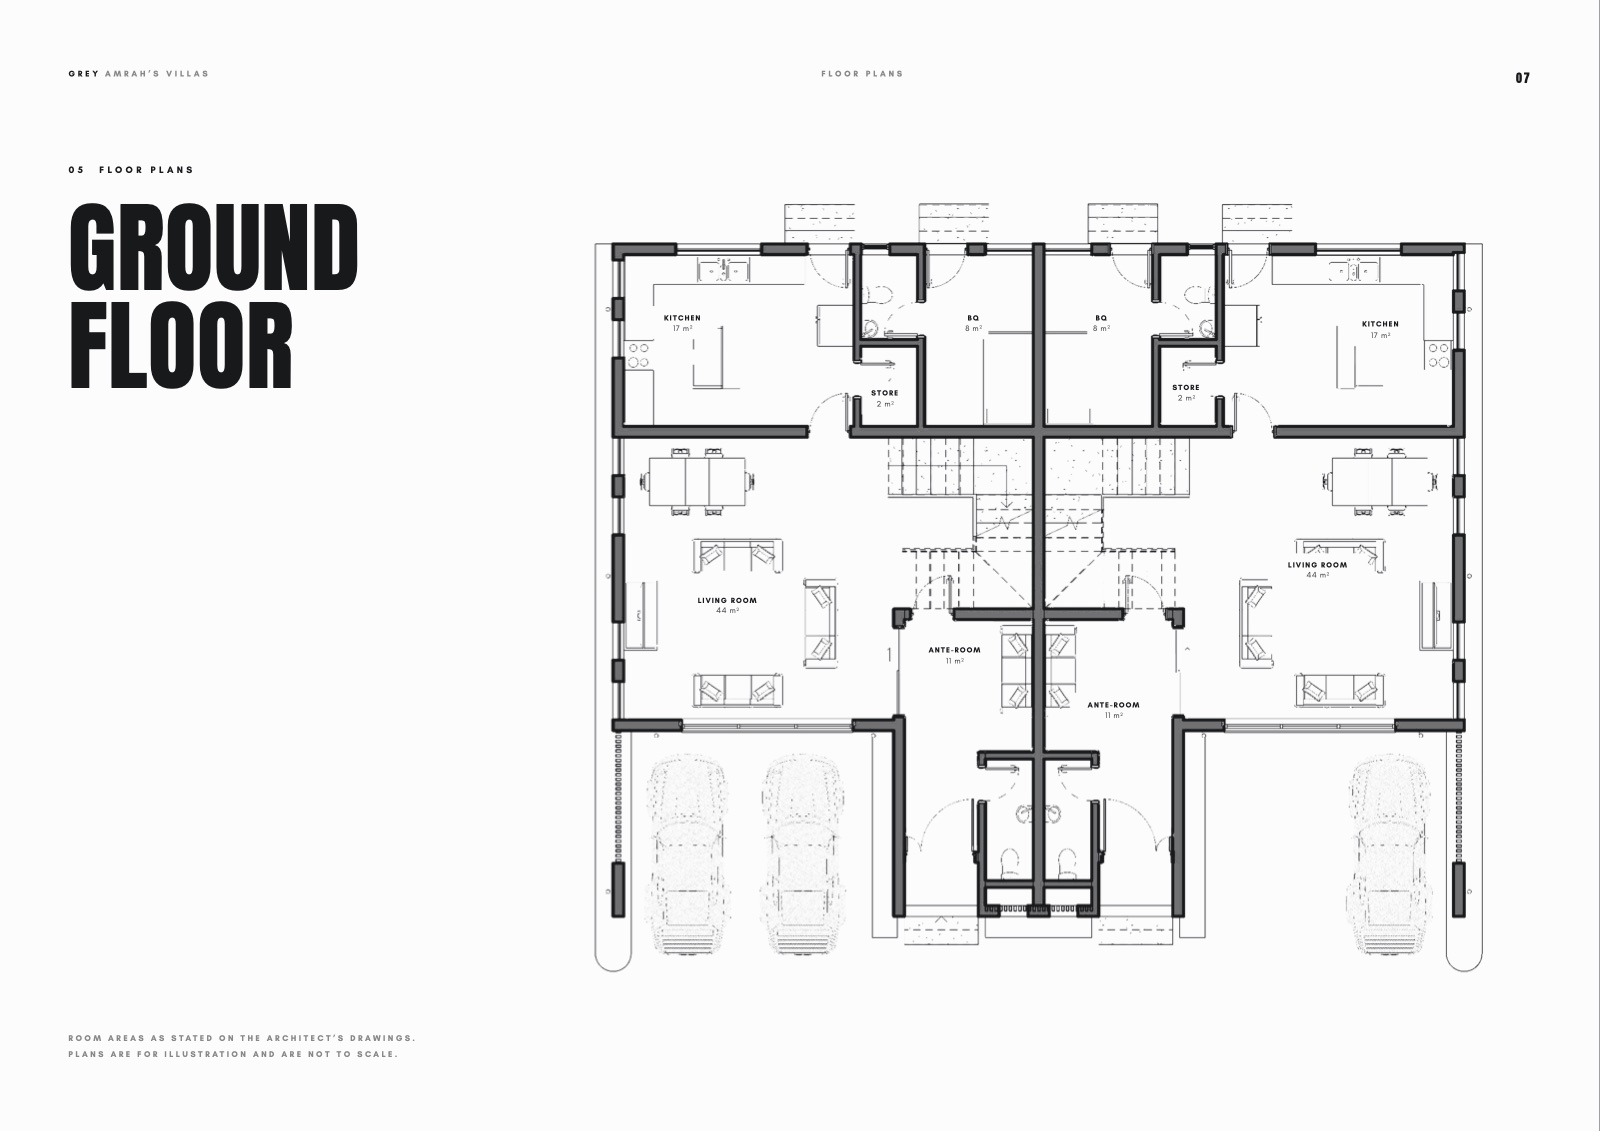 GREY AMRAH'S VILLAS
FLOOR PLANS
07
05 FLOOR PLANS
GROUND
FLOOR
KITCHEN
17 m²
BQ
8 m²
BQ
8 m²
KITCHEN
17 m²
STORE
2 m²
STORE
2 m²
LIVING ROOM
44 m²
LIVING ROOM
44 m²
ANTE-ROOM
11 m²
ANTE-ROOM
11 m²
ROOM AREAS AS STATED ON THE ARCHITECT'S DRAWINGS.
PLANS ARE FOR ILLUSTRATION AND ARE NOT TO SCALE.